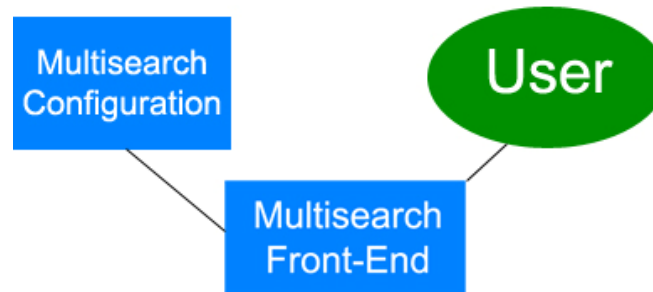 Multisearch
Configuration
User
Multisearch
Front-End